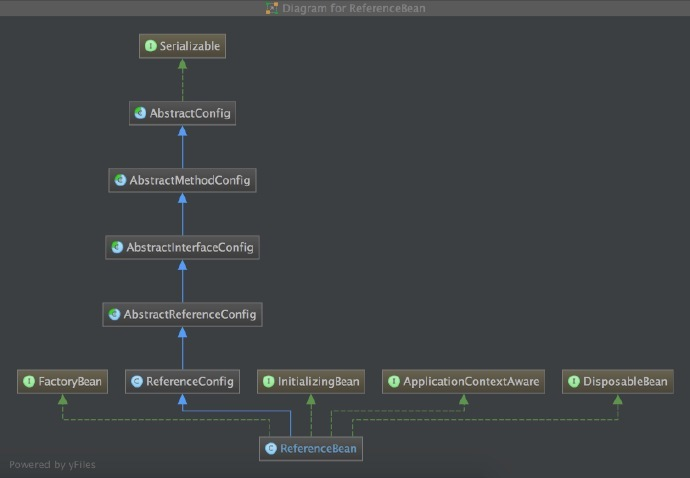 Diagram for ReferenceBean
Serializable
AbstractConfig
AbstractMethodConfig
AbstractInterfaceConfig
AbstractReferenceConfig
FactoryBean
ReferenceConfig
InitializingBean
ApplicationContextAware
DisposableBean
ReferenceBean
Powered by yFiles